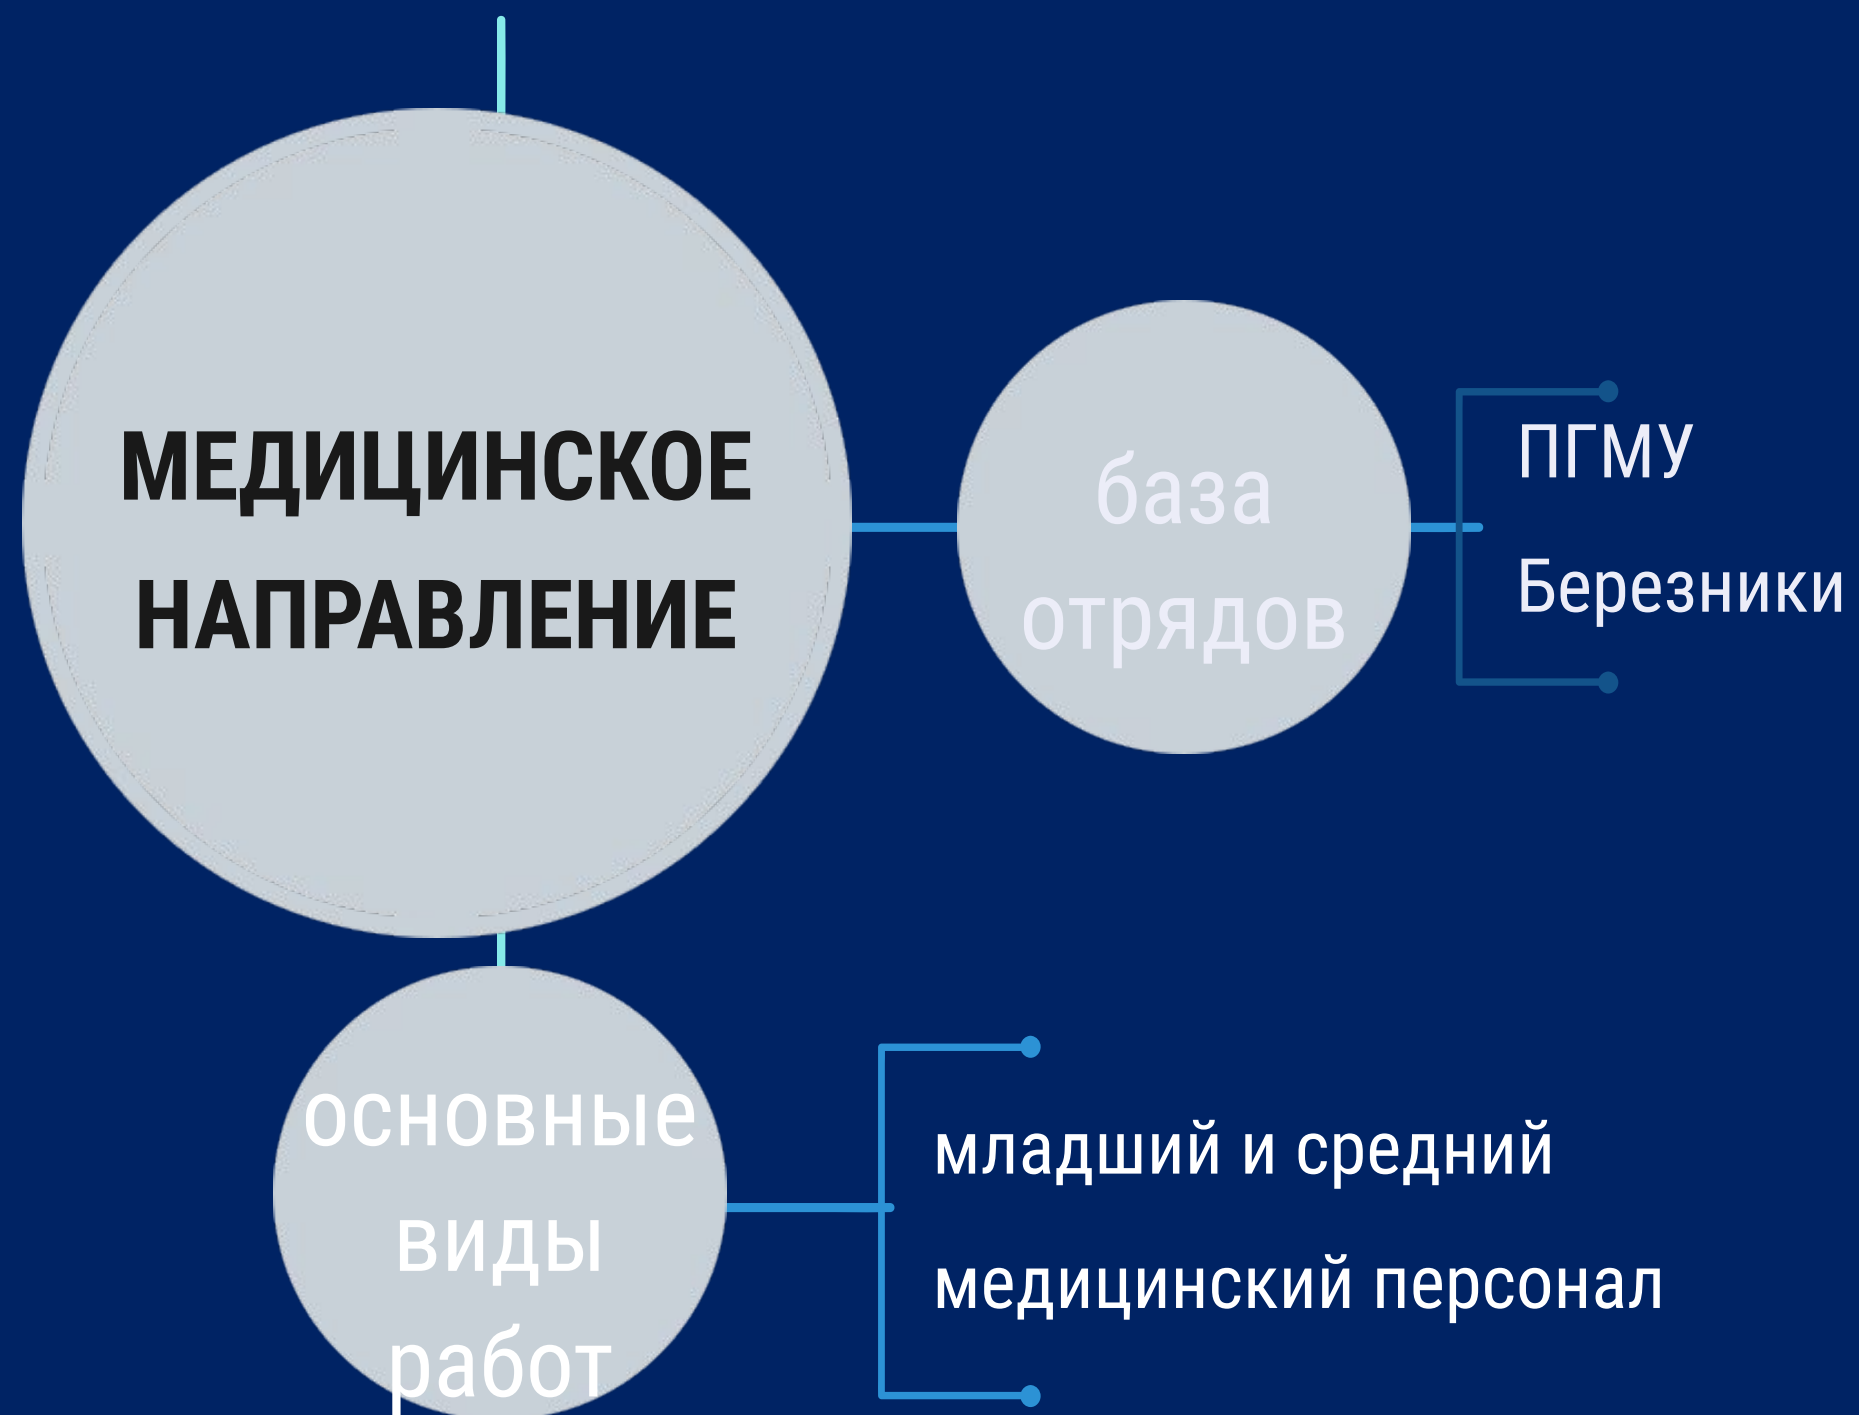 МЕДИЦИНСКОЕ
НАПРАВЛЕНИЕ
база
отрядов
ПГМУ
Березники
основные
виды
работ
младший и средний
медицинский персонал